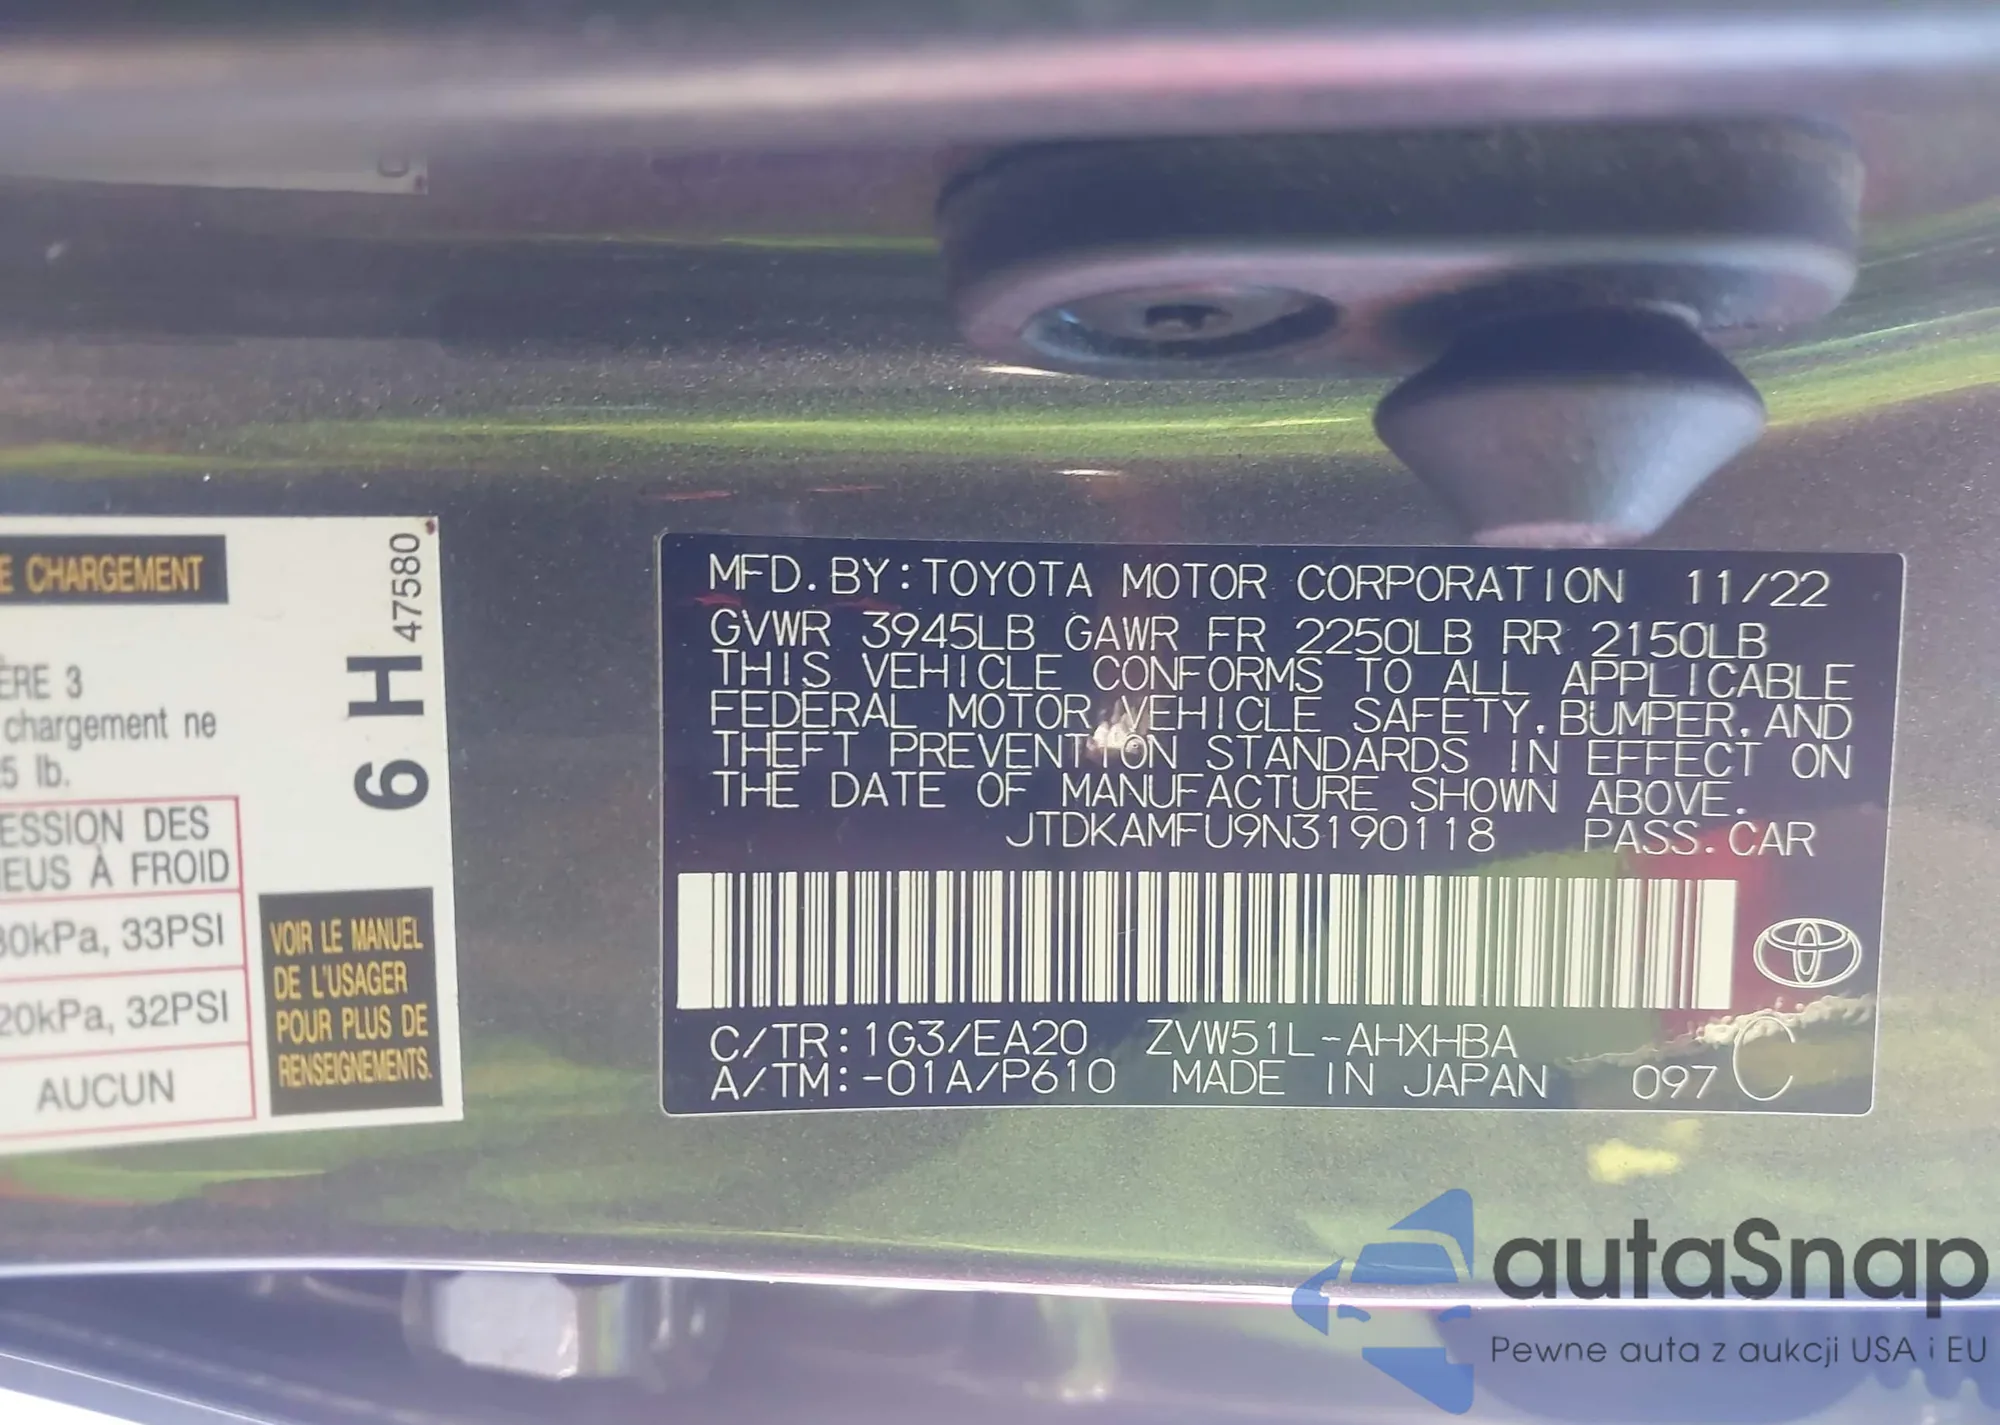 E CHARGEMENT
ÈRE 3
chargement ne
5 lb.
ESSION DES
EUS À FROID
30kPa, 33PSI
20kPa, 32PSI
AUCUN
6 H 47580
VOIR LE MANUEL
DE L'USAGER
POUR PLUS DE
RENSEIGNEMENTS.
MFD. BY: TOYOTA MOTOR CORPORATION 11/22
GVWR 3945LB GAWR FR 2250LB RR 2150LB
THIS VEHICLE CONFORMS TO ALL APPLICABLE
FEDERAL MOTOR VEHICLE SAFETY, BUMPER, AND
THEFT PREVENTION STANDARDS IN EFFECT ON
THE DATE OF MANUFACTURE SHOWN ABOVE.
JTDKAMFU9N3190118 PASS. CAR
C/TR: 1G3/EA20 ZVW51L-AHXHBA
A/TM: -01A/P610 MADE IN JAPAN 097 C
autaSnap
Pewne auta z aukcji USA i EU